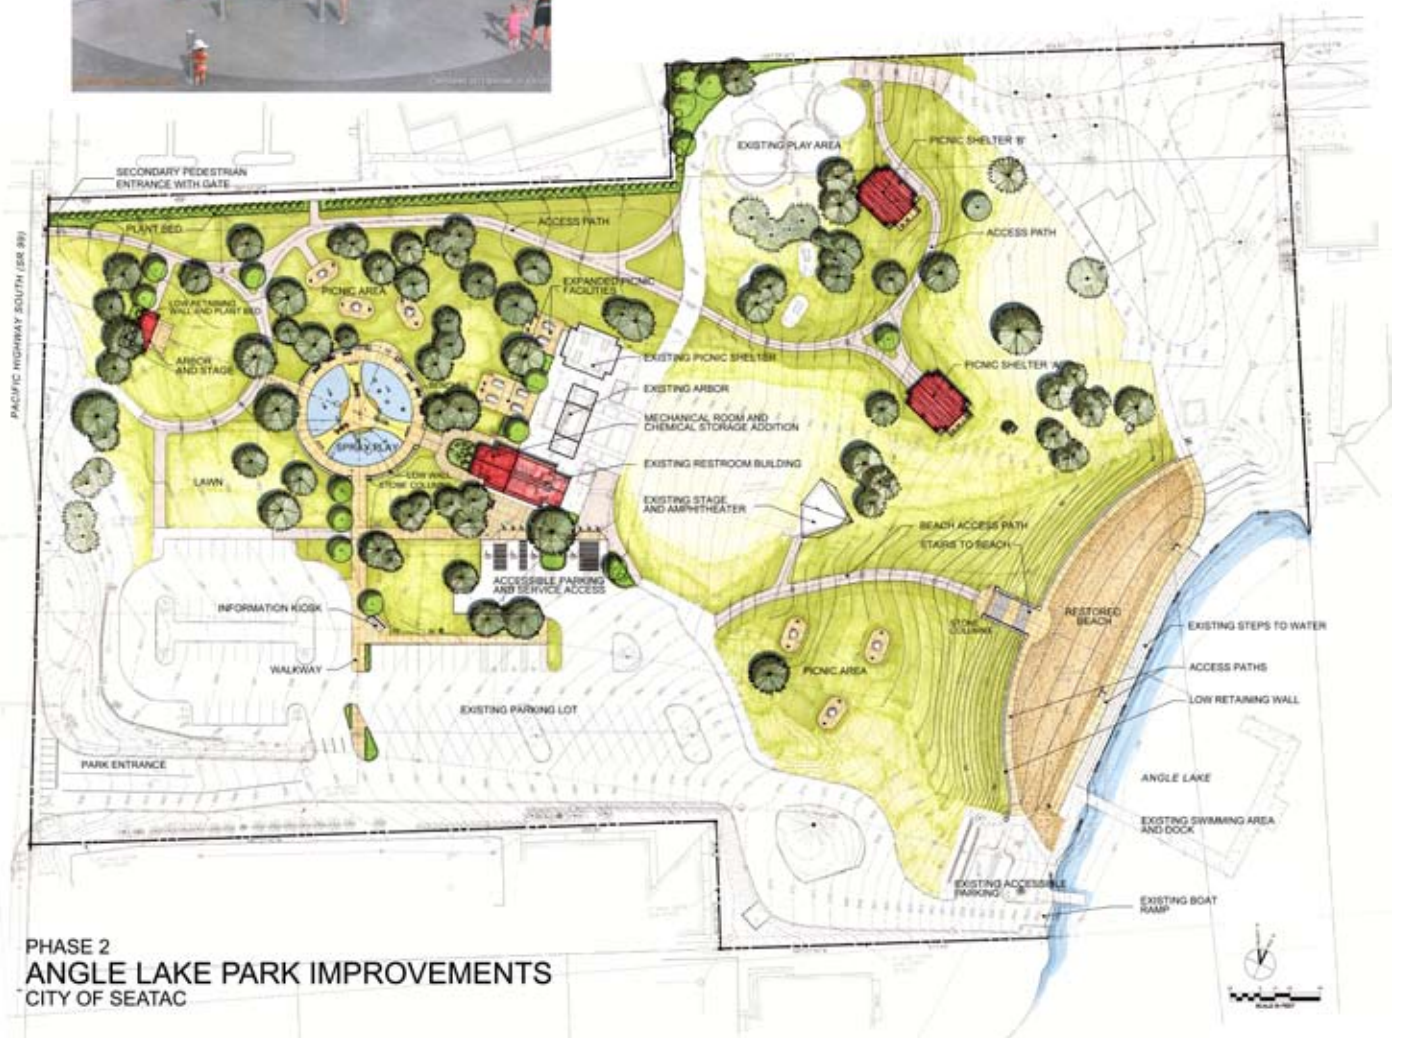 SECONDARY PEDESTRIAN
ENTRANCE WITH GATE
PLANT BED
ACCESS PATH
EXISTING PLAY AREA
PICNIC SHELTER 'B'
ACCESS PATH
PACIFIC HIGHWAY SOUTH (SR 99)
PICNIC AREA
EXPANDED PICNIC
FACILITIES
LOW RETAINING
WALL AND PLANT BED
ARBOR
AND STAGE
EXISTING PICNIC SHELTER
PICNIC SHELTER 'A'
EXISTING ARBOR
MECHANICAL ROOM AND
CHEMICAL STORAGE ADDITION
SPRAY PLAY
EXISTING RESTROOM BUILDING
LOW WALL
LAWN
EXISTING STAGE
AND AMPHITHEATER
BEACH ACCESS PATH
STAIRS TO BEACH
ACCESSIBLE PARKING
AND SERVICE ACCESS
INFORMATION KIOSK
STONE
COLUMNS
RESTORED
BEACH
EXISTING STEPS TO WATER
WALKWAY
PICNIC AREA
ACCESS PATHS
LOW RETAINING WALL
EXISTING PARKING LOT
PARK ENTRANCE
ANGLE LAKE
EXISTING SWIMMING AREA
AND DOCK
EXISTING ACCESSIBLE
PARKING
EXISTING BOAT
RAMP
PHASE 2
ANGLE LAKE PARK IMPROVEMENTS
CITY OF SEATAC
SCALE IN FEET